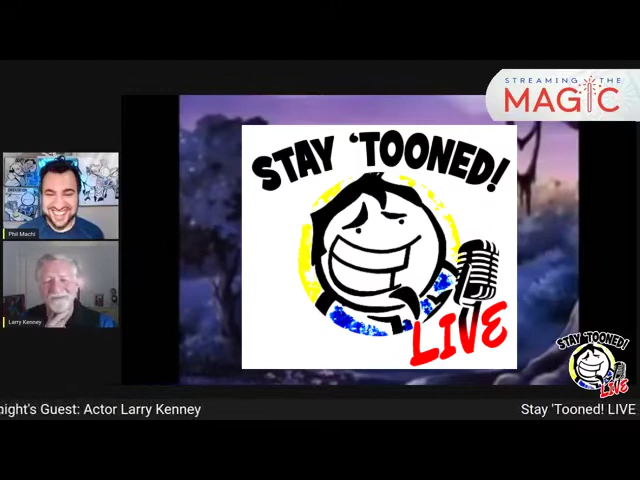 STREAMING THE
MAGIC
STAY 'TOONED!
LIVE
Phil Machi
Larry Kenney
STAY 'TOONED!
LIVE
night's Guest: Actor Larry Kenney
Stay 'Tooned! LIVE